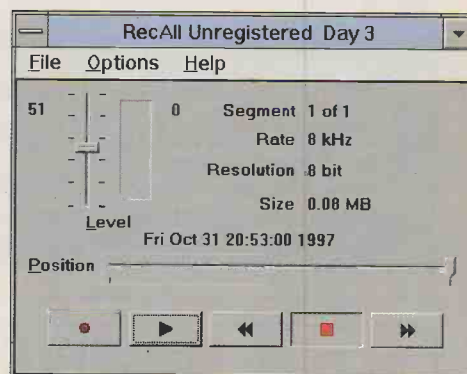 RecAll Unregistered Day 3
File Options Help
51 0 Segment 1 of 1
Rate 8 kHz
Resolution 8 bit
Size 0.08 MB
Level
Fri Oct 31 20:53:00 1997
Position